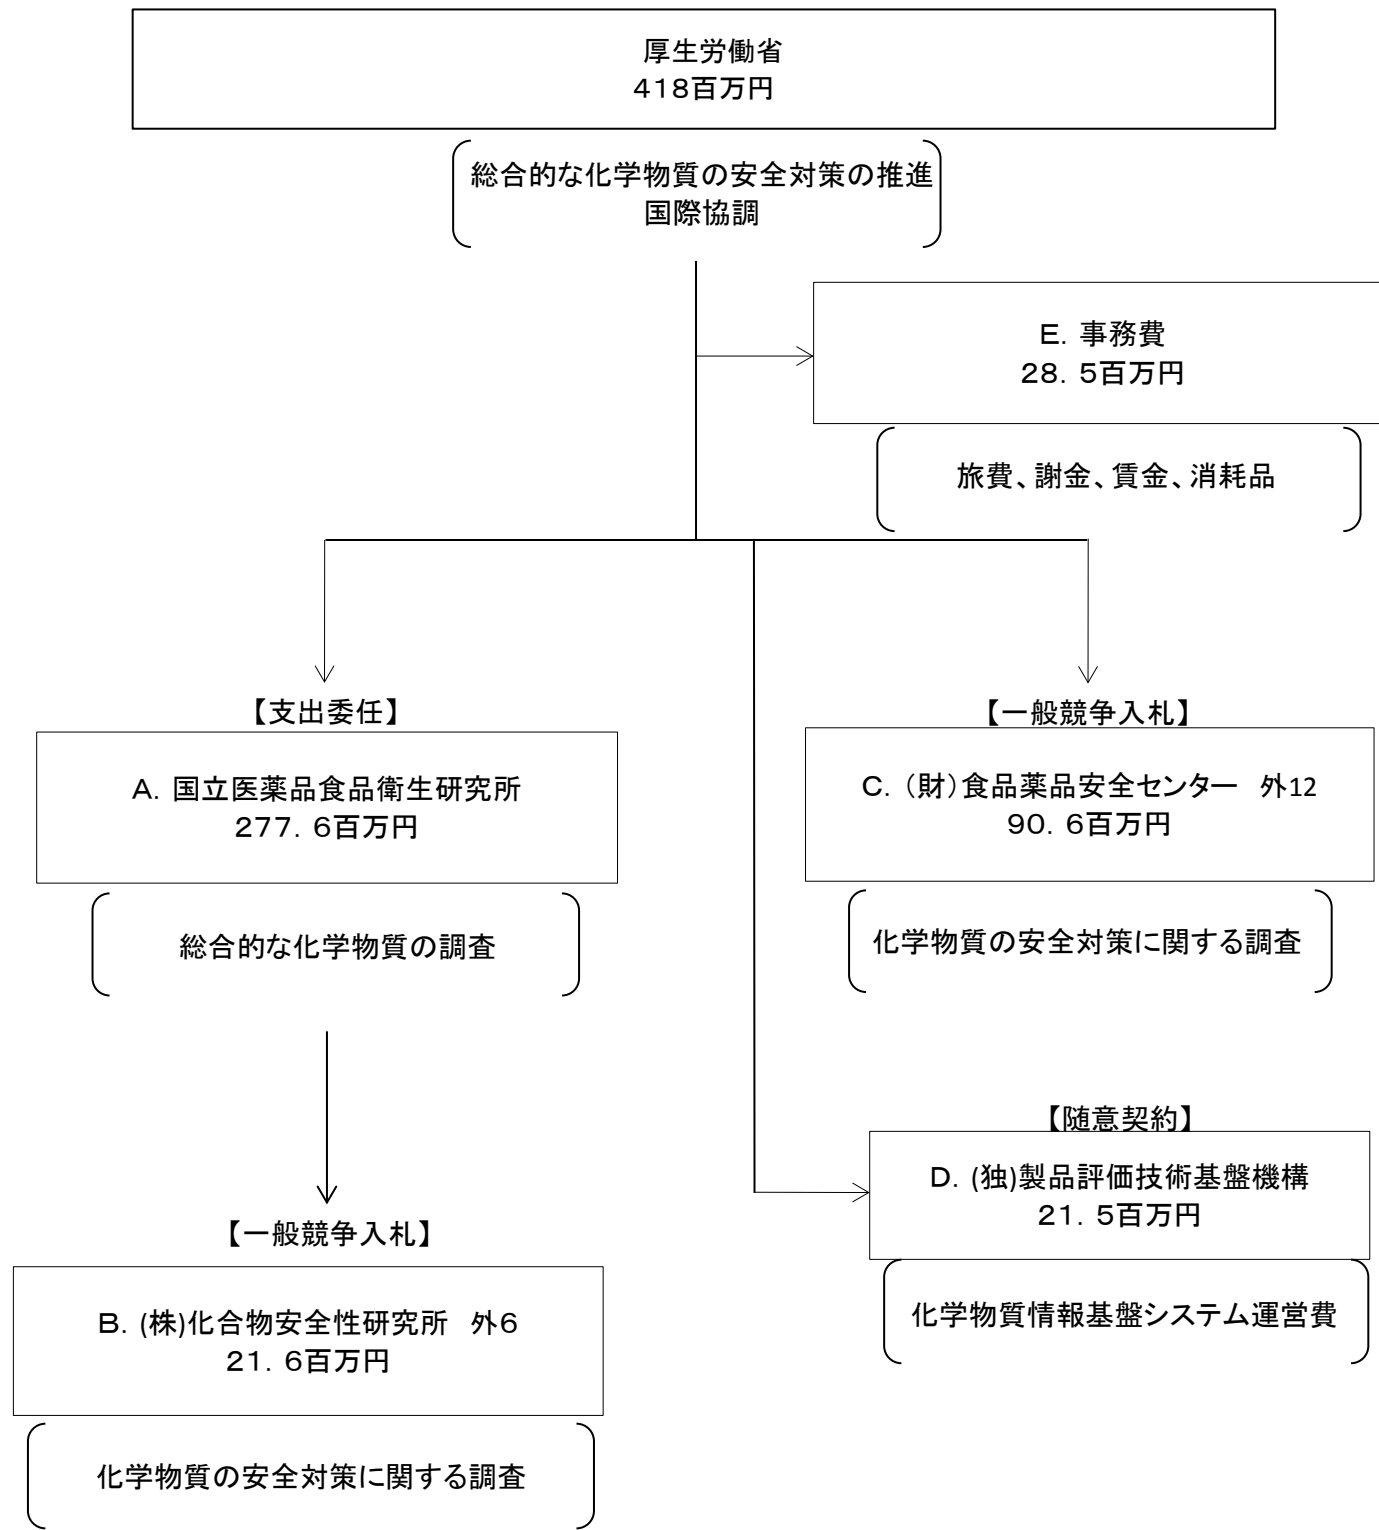 厚生労働省
418百万円
総合的な化学物質の安全対策の推進
国際協調
E. 事務費
28. 5百万円
旅費、謝金、賃金、消耗品
【支出委任】
A. 国立医薬品食品衛生研究所
277. 6百万円
総合的な化学物質の調査
【一般競争入札】
C. （財）食品薬品安全センター　外12
90. 6百万円
化学物質の安全対策に関する調査
【随意契約】
D. (独)製品評価技術基盤機構
21. 5百万円
化学物質情報基盤システム運営費
【一般競争入札】
B. (株)化合物安全性研究所　外6
21. 6百万円
化学物質の安全対策に関する調査